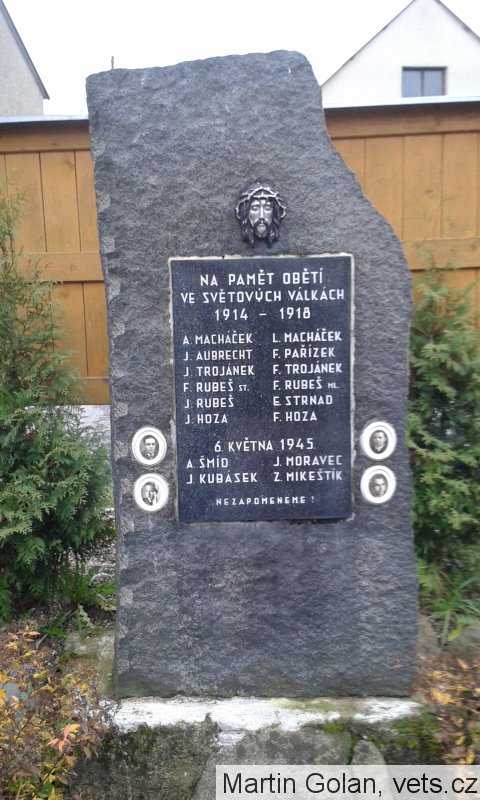 NA PAMĚT OBĚTÍ
VE SVĚTOVÝCH VÁLKÁCH
1914 - 1918
A. MACHÁČEK L. MACHÁČEK
J. AUBRECHT F. PAŘÍZEK
J. TROJÁNEK F. TROJÁNEK
F. RUBEŠ ST. F. RUBEŠ ML.
J. RUBEŠ E. STRNAD
J. HOZA F. HOZA
6. KVĚTNA 1945.
A. ŠMÍD J. MORAVEC
J. KUBÁSEK Z. MIKEŠTÍK
NEZAPOMENEME!
Martin Golan, vets.cz